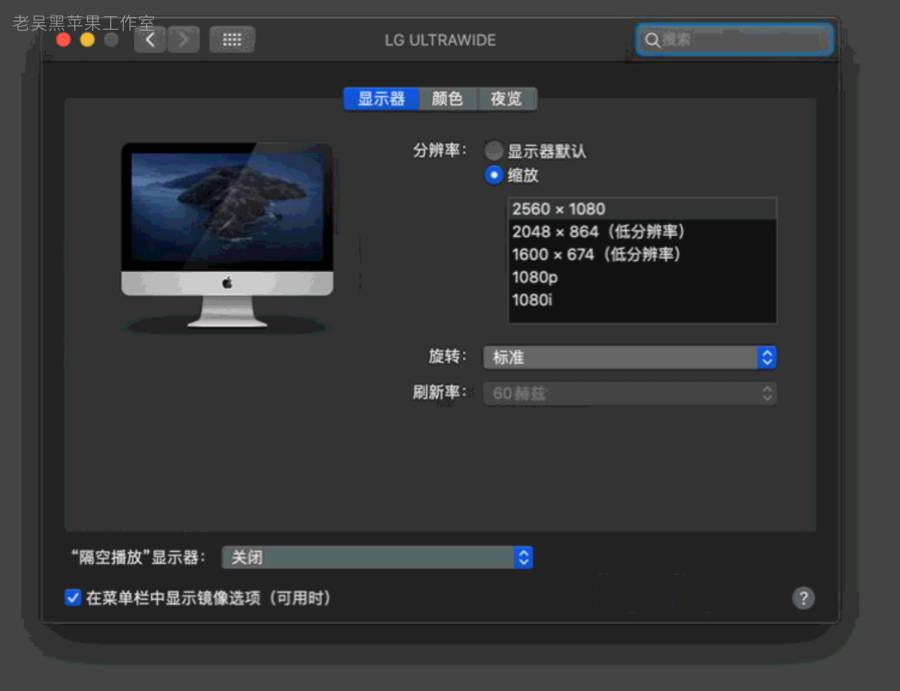 老吴黑苹果工作室
LG ULTRAWIDE
搜索
显示器 颜色 夜览
分辨率： 显示器默认
缩放
2560 × 1080
2048 × 864（低分辨率）
1600 × 674（低分辨率）
1080p
1080i
旋转： 标准
刷新率： 60 赫兹
“隔空播放”显示器： 关闭
在菜单栏中显示镜像选项（可用时） ?